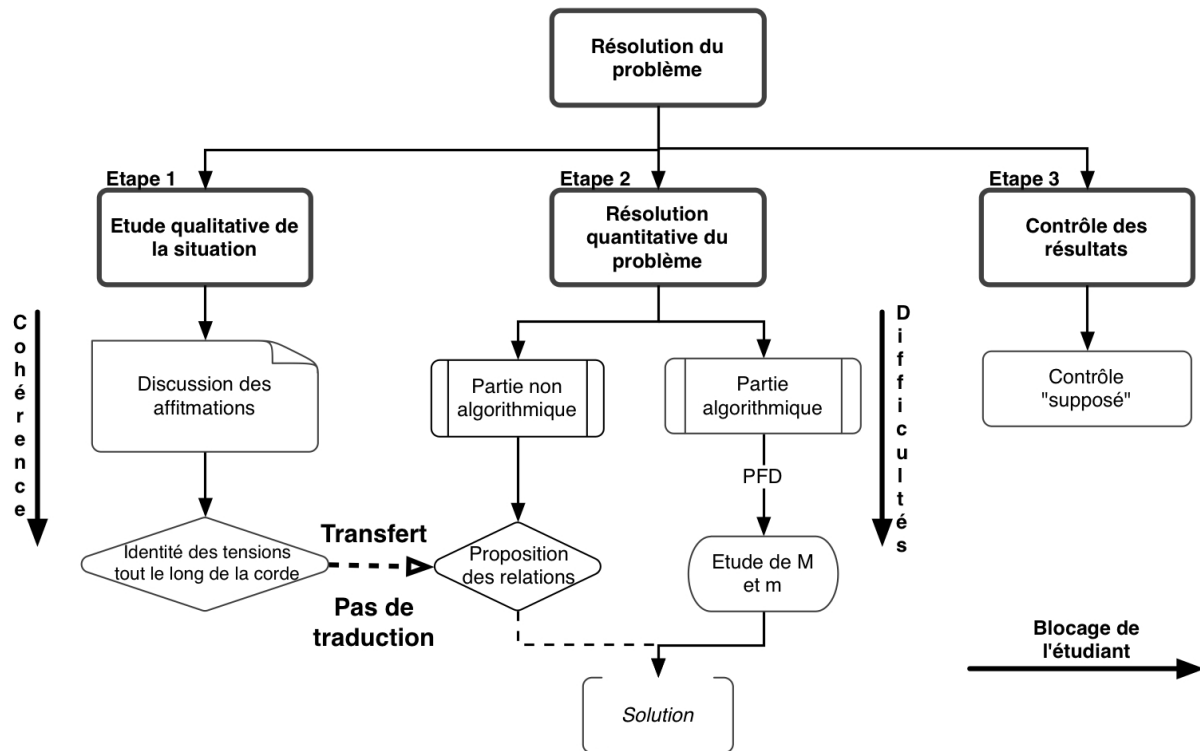 Résolution du
problème
Etape 1
Etude qualitative de
la situation
Etape 2
Résolution
quantitative du
problème
Etape 3
Contrôle des
résultats
Cohérence
Discussion des
affitmations
Partie non
algorithmique
Partie
algorithmique
Difficultés
Contrôle
"supposé"
PFD
Identité des tensions
tout le long de la corde
Transfert
Pas de
traduction
Proposition
des relations
Etude de M
et m
Blocage de
l'étudiant
Solution